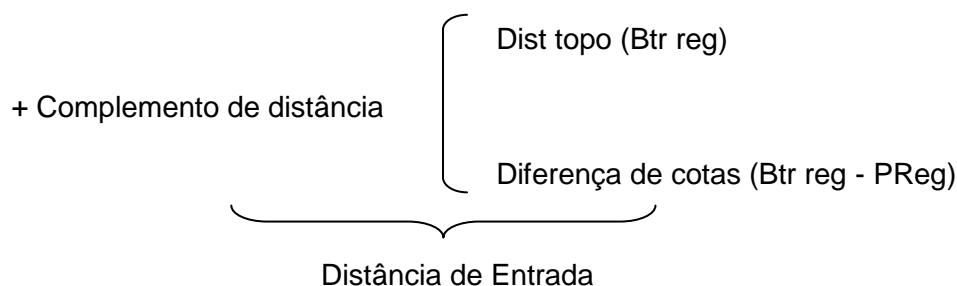 Dist topo (Btr reg)
+ Complemento de distância
Diferença de cotas (Btr reg - PReg)
Distância de Entrada